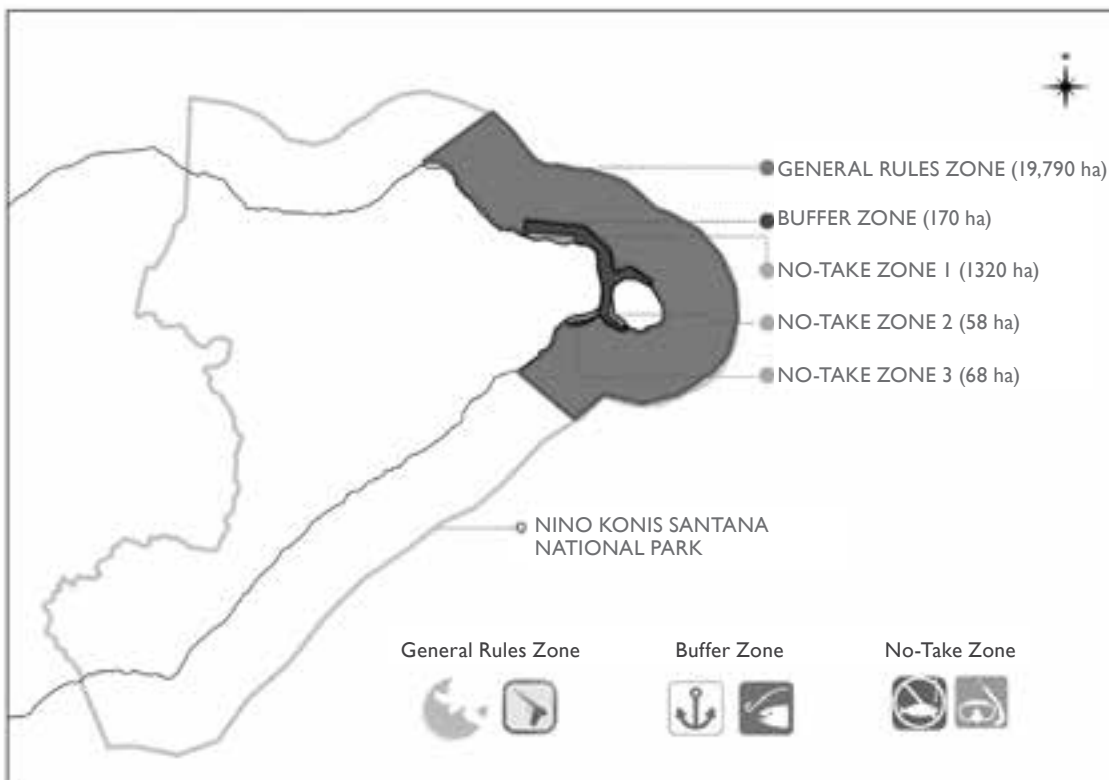 GENERAL RULES ZONE (19,790 ha)
BUFFER ZONE (170 ha)
NO-TAKE ZONE 1 (1320 ha)
NO-TAKE ZONE 2 (58 ha)
NO-TAKE ZONE 3 (68 ha)
NINO KONIS SANTANA
NATIONAL PARK
General Rules Zone
Buffer Zone
No-Take Zone